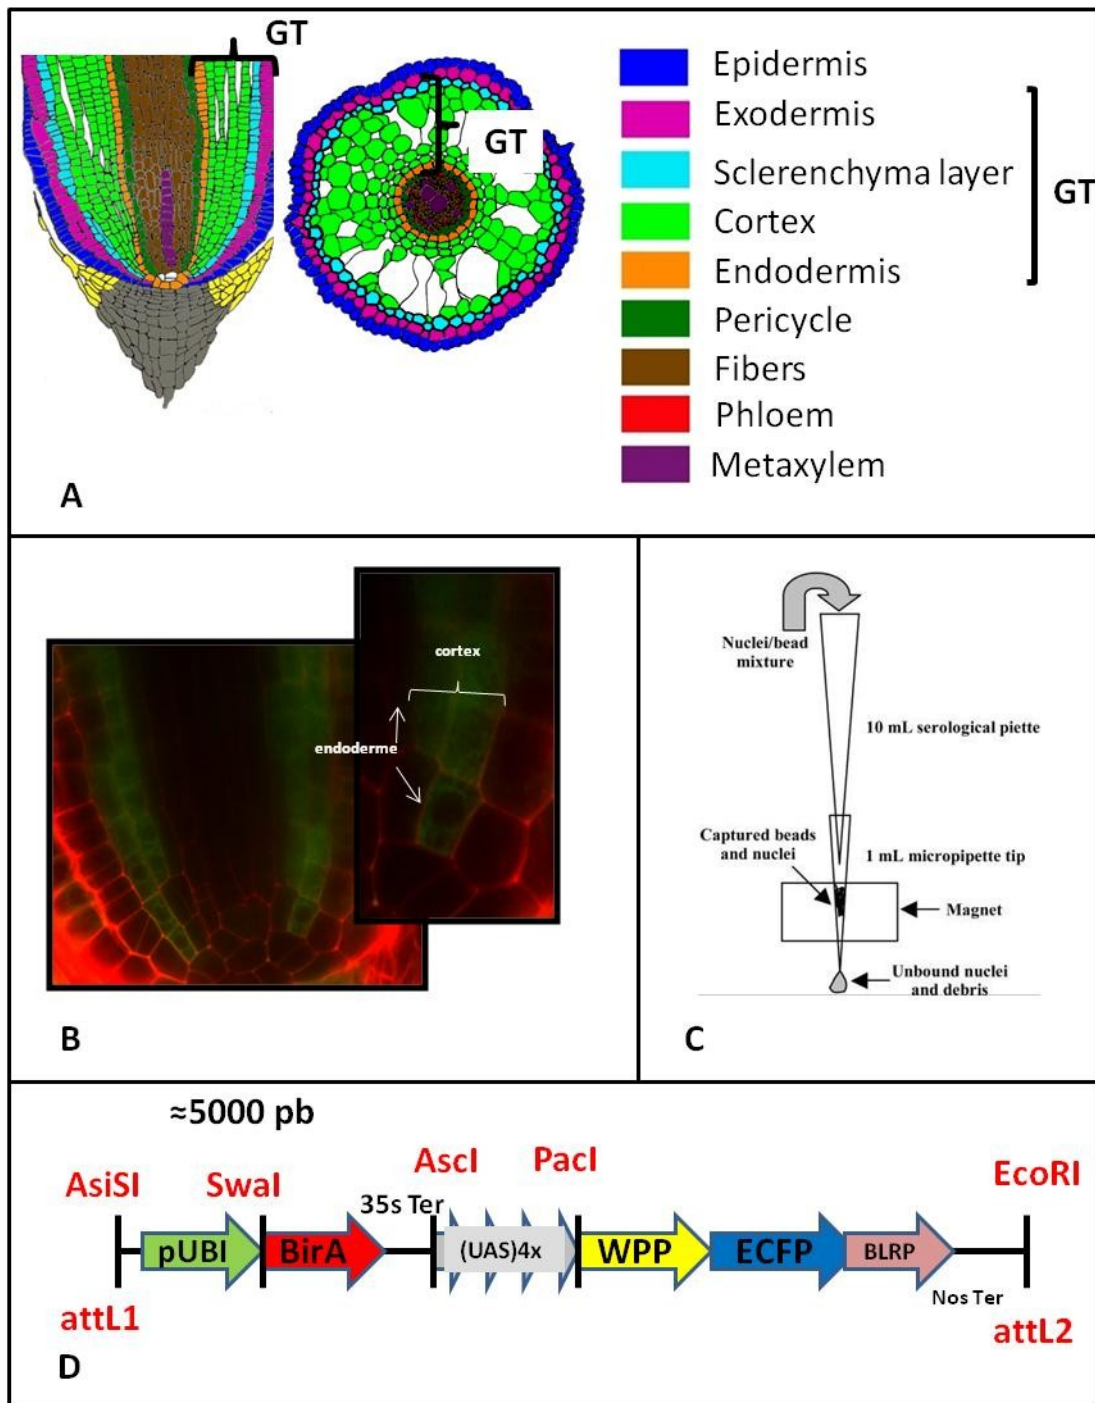 GT
GT
Epidermis
Exodermis
Sclerenchyma layer
Cortex
Endodermis
Pericycle
Fibers
Phloem
Metaxylem
GT
A
cortex
endoderme
B
Nuclei/bead
mixture
10 mL serological piette
Captured beads
and nuclei
1 mL micropipette tip
Magnet
Unbound nuclei
and debris
C
≈5000 pb
AsiSI
SwaI
35s Ter
AscI
PacI
EcoRI
pUBI
BirA
(UAS)4x
WPP
ECFP
BLRP
Nos Ter
attL1
attL2
D